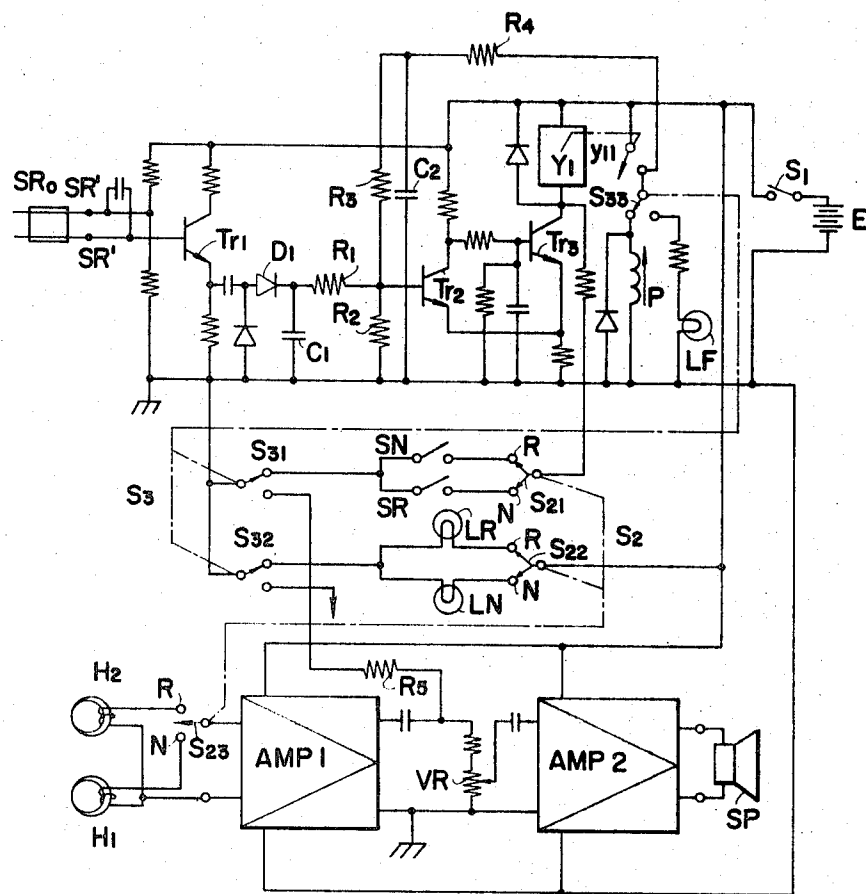 R4
SRo
SR'
SR'
Tr1
D1
R1
R3
C2
R2
C1
Tr2
Tr3
Y1
y11
S33
S1
E
P
LF
S31
SN
R
S3
SR
N
S21
S32
LR
R
S22
S2
LN
N
H2
R
N
S23
H1
AMP 1
R5
VR
AMP 2
SP